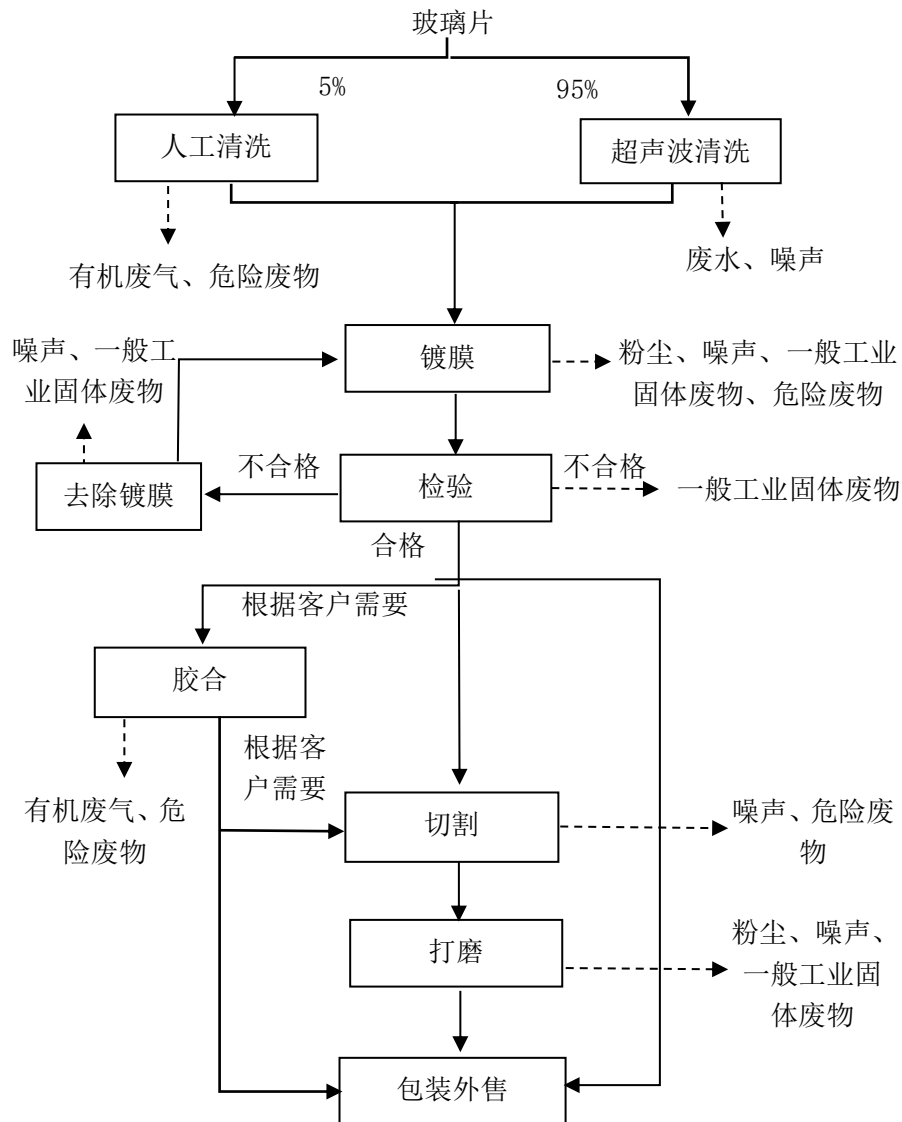 玻璃片
5%
95%
人工清洗
超声波清洗
有机废气、危险废物
废水、噪声
噪声、一般工
业固体废物
镀膜
粉尘、噪声、一般工业
固体废物、危险废物
去除镀膜
不合格
检验
不合格
一般工业固体废物
合格
根据客户需要
胶合
根据客
户需要
有机废气、危
险废物
切割
噪声、危险废
物
打磨
粉尘、噪声、
一般工业固
体废物
包装外售